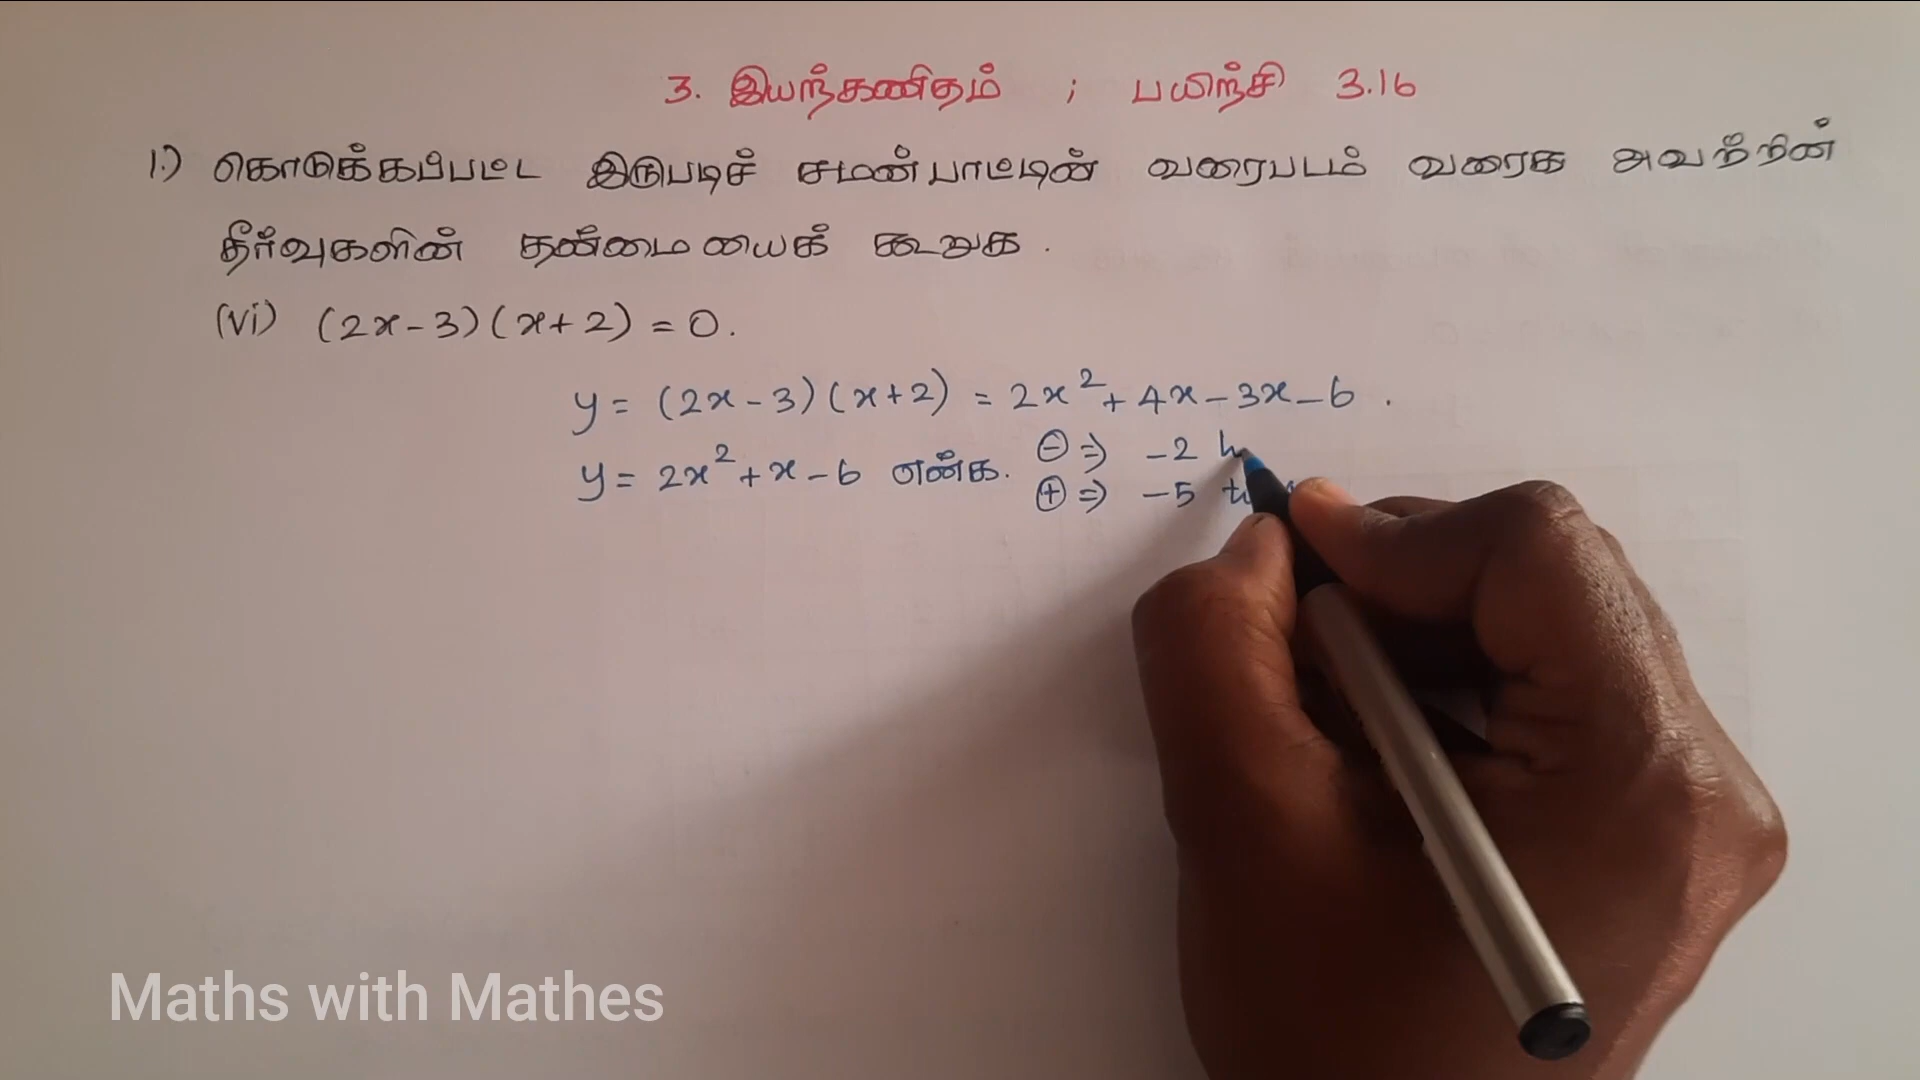 3. இயற்கணிதம் ; பயிற்சி 3.16
1.) கொடுக்கப்பட்ட இருபடிச் சமன்பாட்டின் வரைபடம் வரைக அவற்றின்
தீர்வுகளின் தன்மையைக் கூறுக .
(vi) (2x-3)(x+2) = 0.
y = (2x-3)(x+2) = 2x²+4x-3x-6 .
y = 2x²+x-6 என்க. ⊖ ⇒ -2
⊕ ⇒ -5
Maths with Mathes